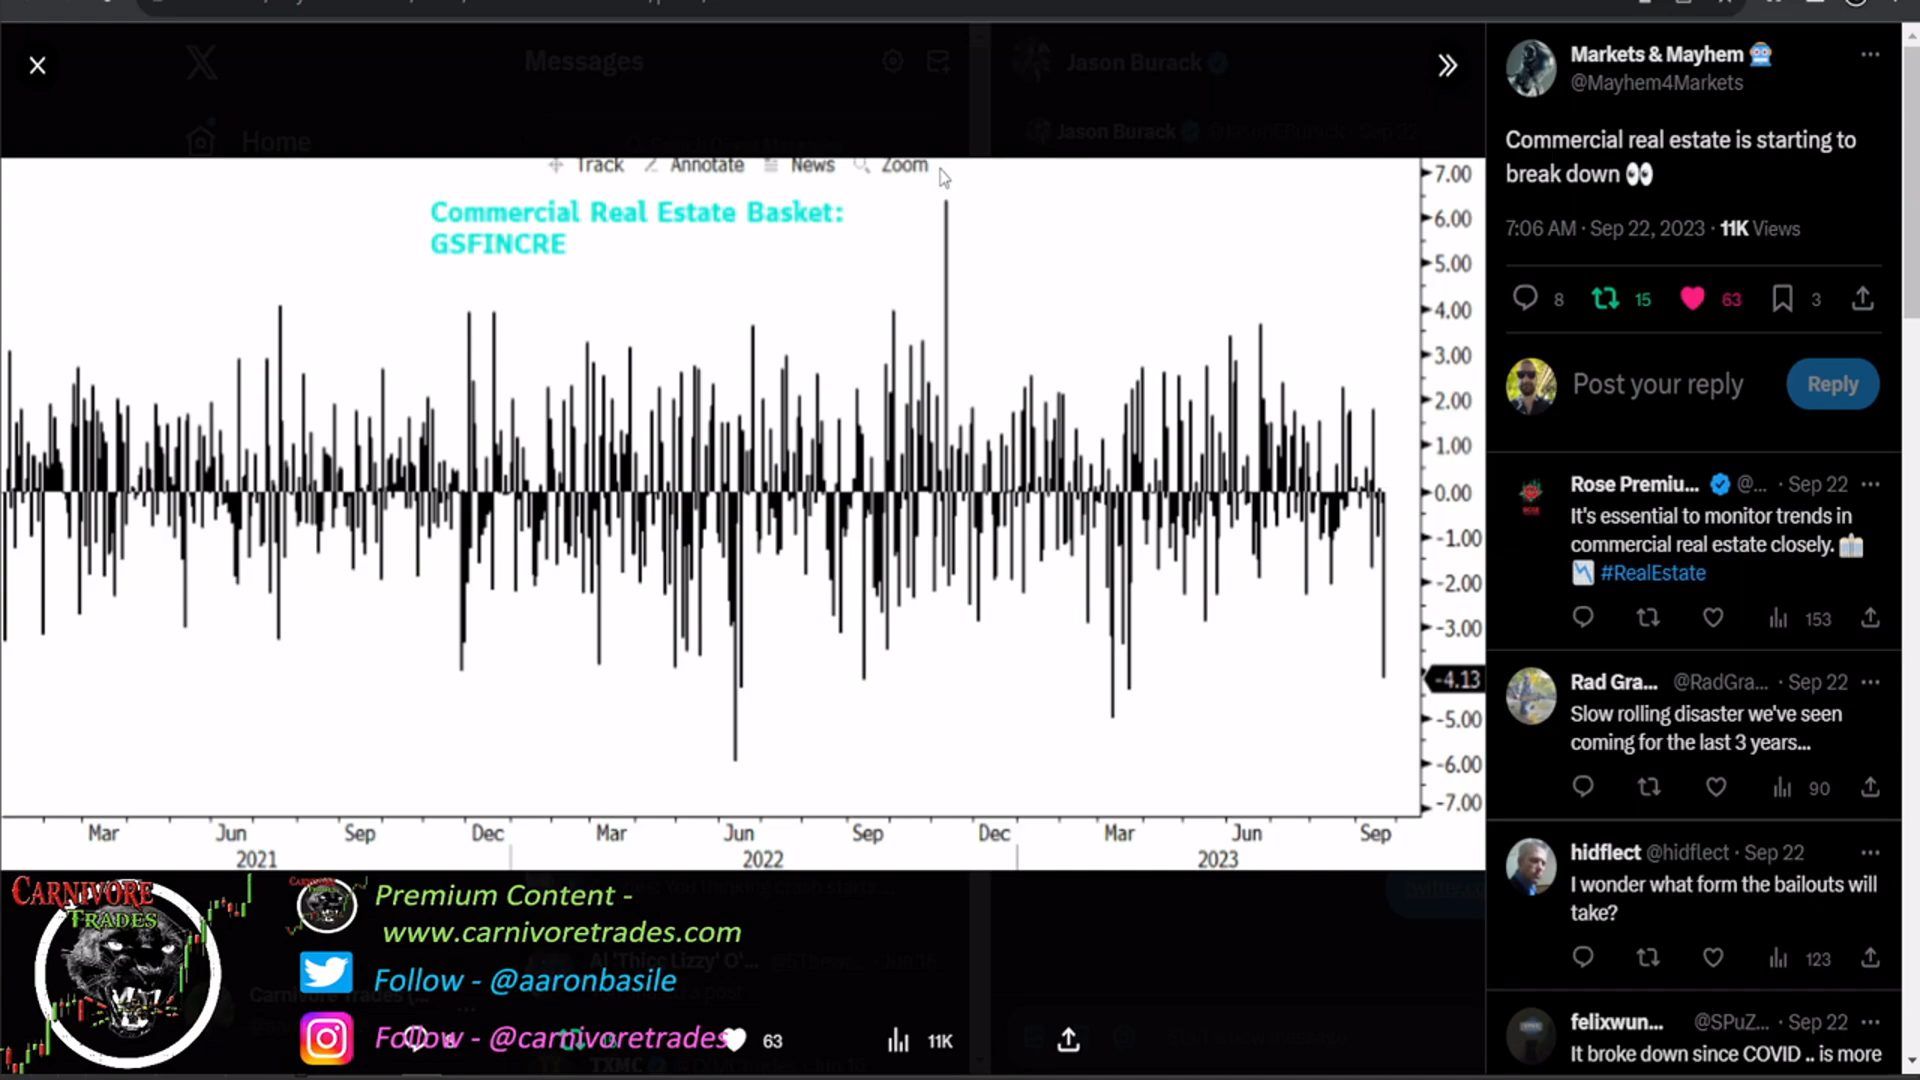 Messages
Jason Burack
Home
Jason Burack
Track
Annotate
News
Zoom
Commercial Real Estate Basket:
GSFINCRE
7.00
6.00
5.00
4.00
3.00
2.00
1.00
0.00
-1.00
-2.00
-3.00
-4.13
-5.00
-6.00
-7.00
Mar
Jun
Sep
Dec
Mar
Jun
Sep
Dec
Mar
Jun
Sep
2021
2022
2023
CARNIVORE
TRADES
Premium Content -
www.carnivoretrades.com
Follow - @aaronbasile
Follow - @carnivoretrades
63
11K
Markets & Mayhem
@Mayhem4Markets
Commercial real estate is starting to
break down 👀
7:06 AM · Sep 22, 2023 · 11K Views
8
15
63
3
Post your reply
Reply
Rose Premiu... @... · Sep 22
It's essential to monitor trends in
commercial real estate closely.
#RealEstate
153
Rad Gra... @RadGra... · Sep 22
Slow rolling disaster we've seen
coming for the last 3 years...
90
hidflect @hidflect · Sep 22
I wonder what form the bailouts will
take?
123
felixwun... @SPuZ... · Sep 22
It broke down since COVID .. is more